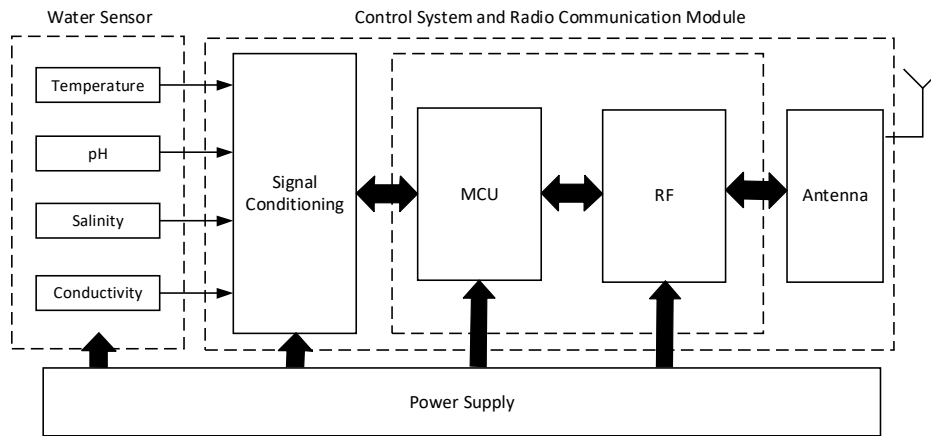 Water Sensor
Control System and Radio Communication Module
Temperature
pH
Salinity
Conductivity
Signal
Conditioning
MCU
RF
Antenna
Power Supply